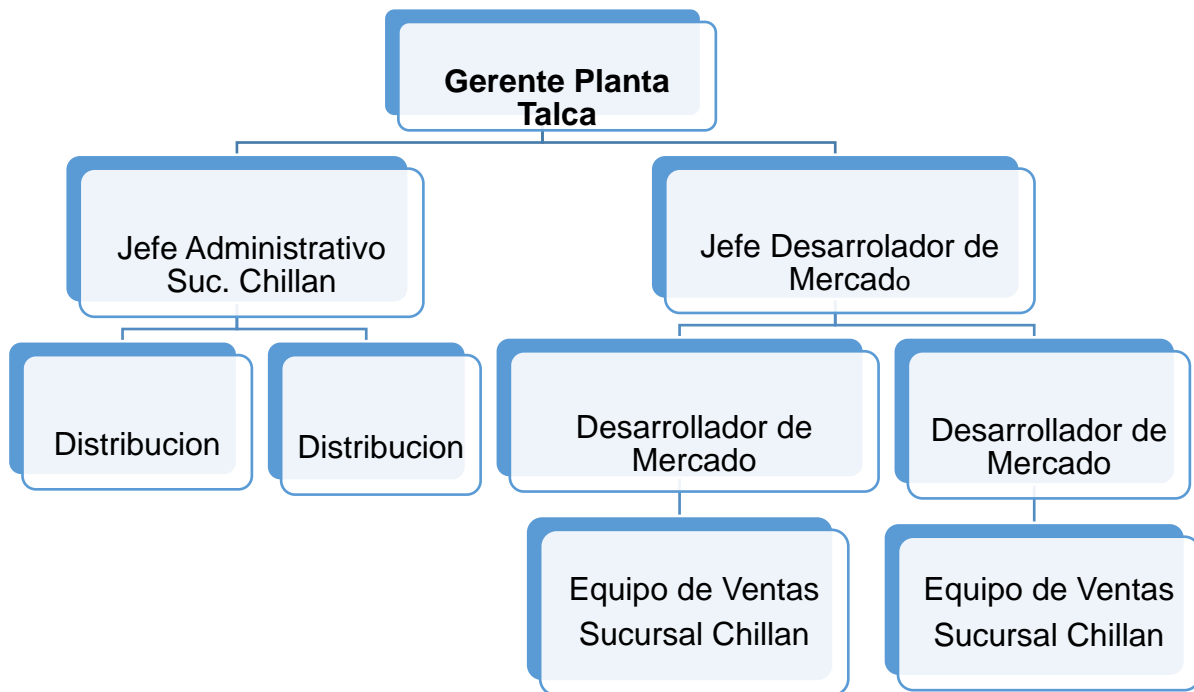 Gerente Planta
Talca
Jefe Administrativo
Suc. Chillan
Jefe Desarrolador de
Mercado
Distribucion
Distribucion
Desarrollador de
Mercado
Desarrollador de
Mercado
Equipo de Ventas
Sucursal Chillan
Equipo de Ventas
Sucursal Chillan